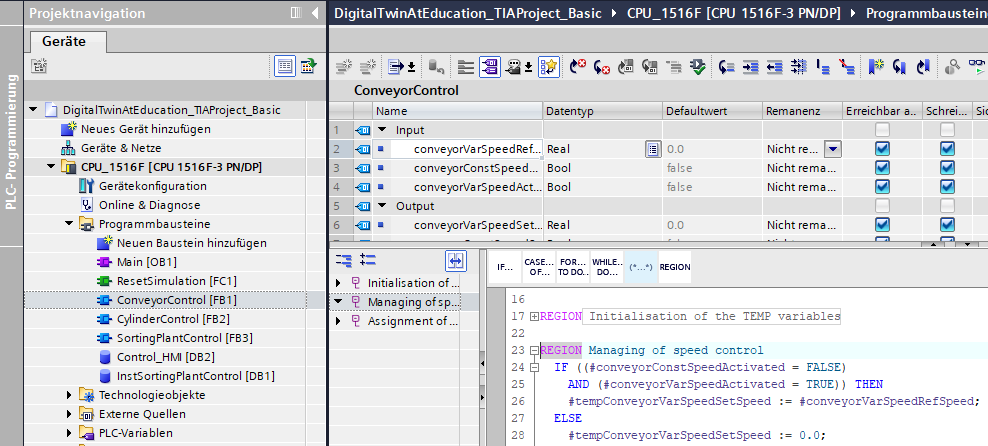 Projektnavigation
Geräte
PLC- Programmierung
DigitalTwinAtEducation_TIAProject_Basic
Neues Gerät hinzufügen
Geräte & Netze
CPU_1516F [CPU 1516F-3 PN/DP]
Gerätekonfiguration
Online & Diagnose
Programmbausteine
Neuen Baustein hinzufügen
Main [OB1]
ResetSimulation [FC1]
ConveyorControl [FB1]
CylinderControl [FB2]
SortingPlantControl [FB3]
Control_HMI [DB2]
InstSortingPlantControl [DB1]
Technologieobjekte
Externe Quellen
PLC-Variablen
DigitalTwinAtEducation_TIAProject_Basic CPU_1516F [CPU 1516F-3 PN/DP] Programmbausteine
ConveyorControl
Name Datentyp Defaultwert Remanenz Erreichbar a... Schrei...
1 Input
2 conveyorVarSpeedRef... Real 0.0 Nicht re...
3 conveyorConstSpeed... Bool false Nicht rema...
4 conveyorVarSpeedAct... Bool false Nicht rema...
5 Output
6 conveyorVarSpeedSet... Real 0.0 Nicht rema...
Initialisation of ...
Managing of sp...
Assignment of ...
IF... CASE... OF... FOR... TO DO... WHILE... DO... (*...*) REGION
16
17 REGION Initialisation of the TEMP variables
22
23 REGION Managing of speed control
24 IF ((#conveyorConstSpeedActivated = FALSE)
25 AND (#conveyorVarSpeedActivated = TRUE)) THEN
26 #tempConveyorVarSpeedSetSpeed := #conveyorVarSpeedRefSpeed;
27 ELSE
28 #tempConveyorVarSpeedSetSpeed := 0.0;